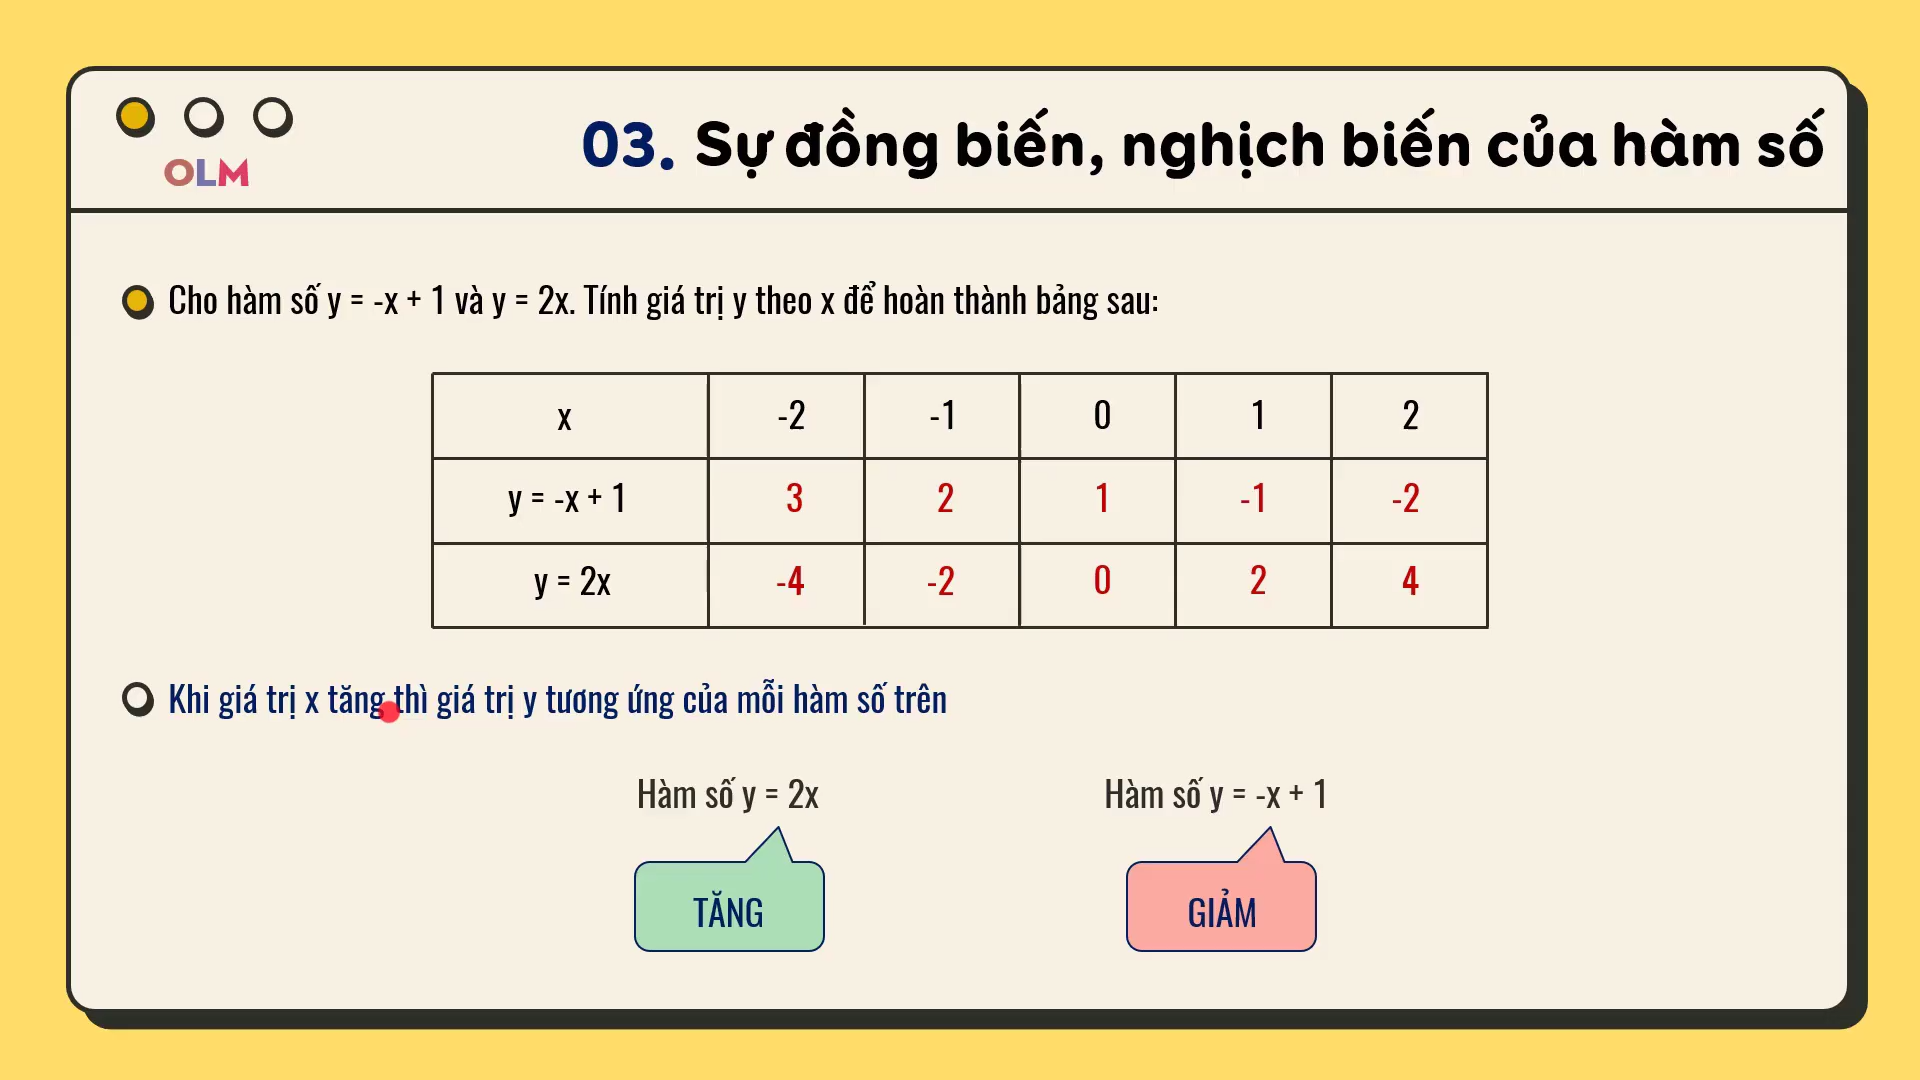 OLM
03. Sự đồng biến, nghịch biến của hàm số
Cho hàm số y = -x + 1 và y = 2x. Tính giá trị y theo x để hoàn thành bảng sau:
x -2 -1 0 1 2
y = -x + 1 3 2 1 -1 -2
y = 2x -4 -2 0 2 4
Khi giá trị x tăng thì giá trị y tương ứng của mỗi hàm số trên
Hàm số y = 2x Hàm số y = -x + 1
TĂNG GIẢM